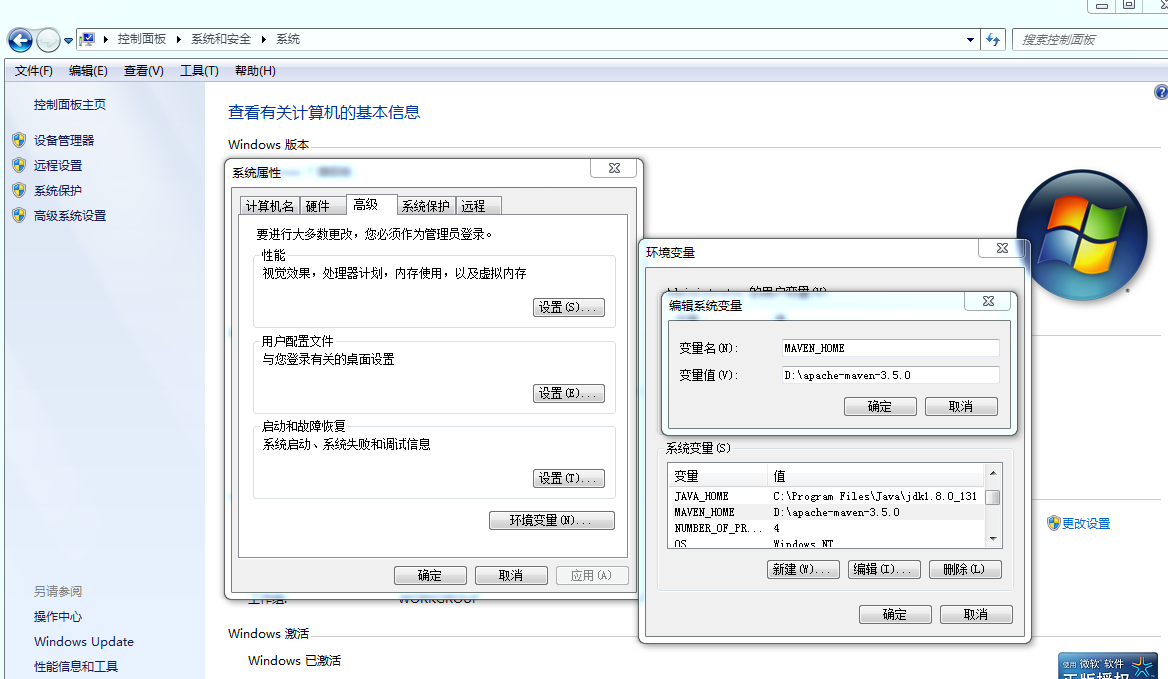 控制面板 系统和安全 系统
搜索控制面板
文件(F) 编辑(E) 查看(V) 工具(T) 帮助(H)
控制面板主页
设备管理器
远程设置
系统保护
高级系统设置
另请参阅
操作中心
Windows Update
性能信息和工具
查看有关计算机的基本信息
Windows 版本
系统属性
计算机名 硬件 高级 系统保护 远程
要进行大多数更改，您必须作为管理员登录。
性能
视觉效果，处理器计划，内存使用，以及虚拟内存
设置(S)...
用户配置文件
与您登录有关的桌面设置
设置(E)...
启动和故障恢复
系统启动、系统失败和调试信息
设置(T)...
环境变量(N)...
确定 取消 应用(A)
WORKGROUP
Windows 激活
Windows 已激活
环境变量
编辑系统变量
变量名(N): MAVEN_HOME
变量值(V): D:\apache-maven-3.5.0
确定 取消
系统变量(S)
变量 值
JAVA_HOME C:\Program Files\Java\jdk1.8.0_131
MAVEN_HOME D:\apache-maven-3.5.0
NUMBER_OF_PR... 4
OS Windows_NT
新建(W)... 编辑(I)... 删除(L)
确定 取消
更改设置
使用 微软 软件
正版授权